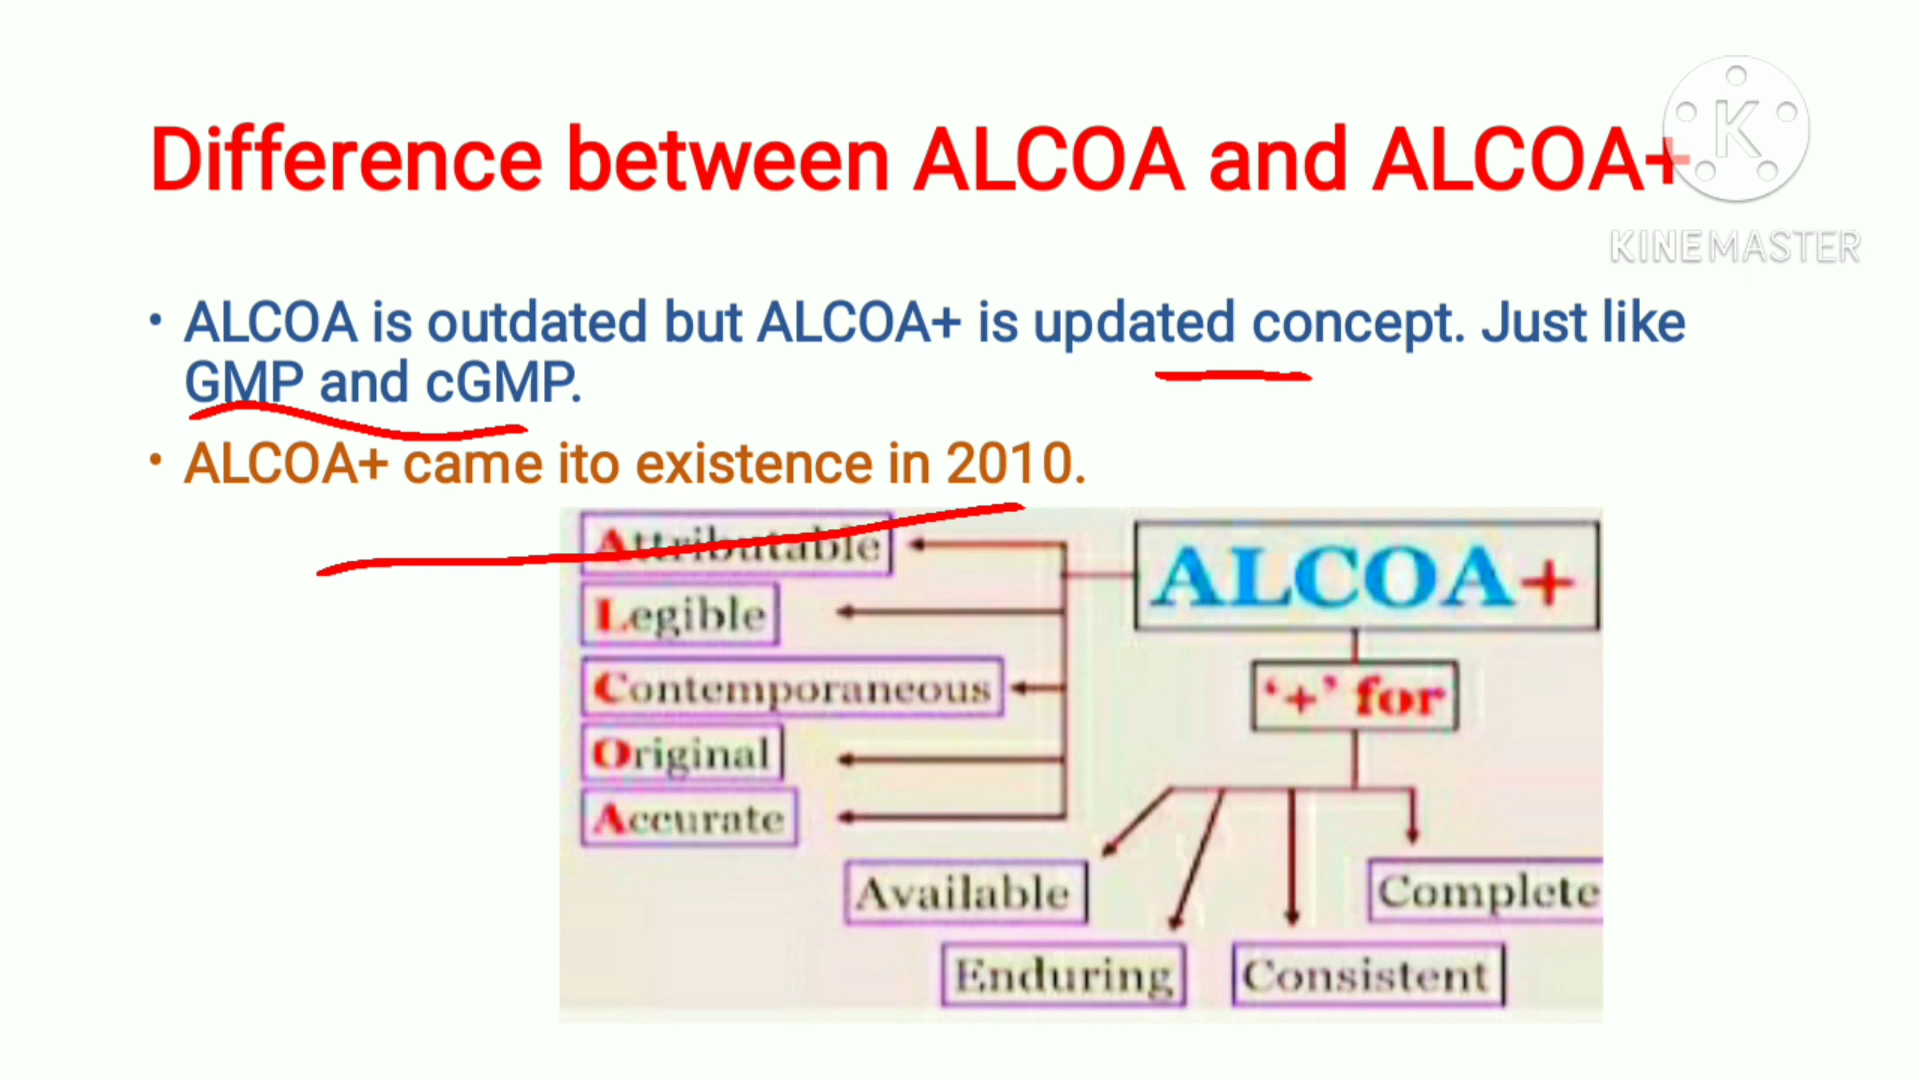 Difference between ALCOA and ALCOA+
K
KINEMASTER
• ALCOA is outdated but ALCOA+ is updated concept. Just like
GMP and cGMP.
• ALCOA+ came ito existence in 2010.
Attributable
Legible
Contemporaneous
Original
Accurate
ALCOA+
‘+’ for
Available
Enduring
Consistent
Complete